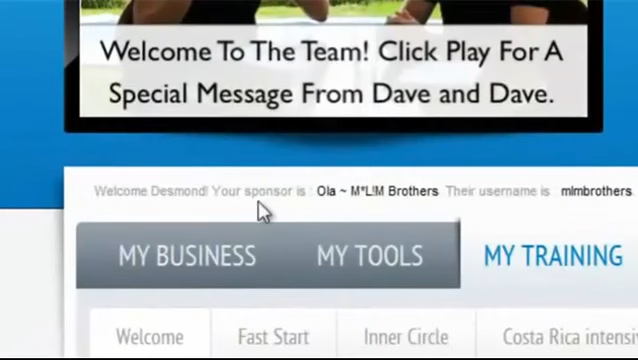 Welcome To The Team! Click Play For A
Special Message From Dave and Dave.
Welcome Desmond! Your sponsor is : Ola ~ M*L!M Brothers Their username is : mlmbrothers
MY BUSINESS MY TOOLS MY TRAINING
Welcome Fast Start Inner Circle Costa Rica intensi